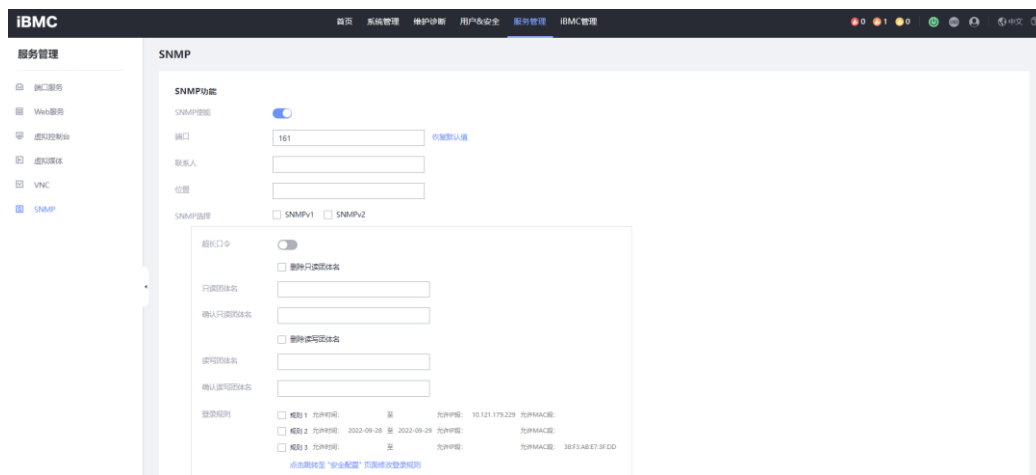 iBMC 首页 系统管理 维护诊断 用户&安全 服务管理 iBMC管理 0 1 0 中文
服务管理
端口服务
Web服务
虚拟控制台
虚拟媒体
VNC
SNMP
SNMP
SNMP功能
SNMP使能
端口 161 恢复默认值
联系人
位置
SNMP选择 SNMPv1 SNMPv2
超长口令
删除只读团体名
只读团体名
确认只读团体名
删除读写团体名
读写团体名
确认读写团体名
登录规则 规则 1 允许时间: 至 允许IP段: 10.121.179.229 允许MAC段:
规则 2 允许时间: 2022-09-28 至 2022-09-29 允许IP段: 允许MAC段:
规则 3 允许时间: 至 允许IP段: 允许MAC段: 38:F3:AB:E7:3F:DD
点击跳转至 "安全配置" 页面修改登录规则